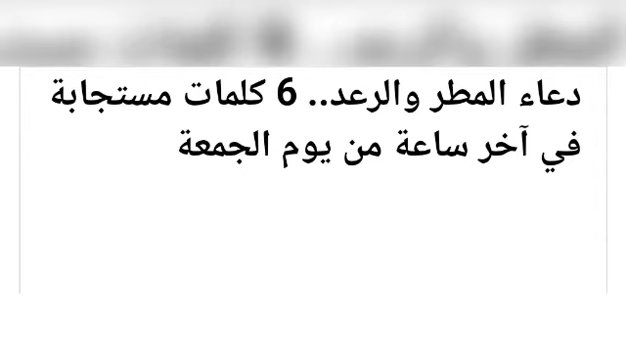 دعاء المطر والرعد.. 6 كلمات مستجابة
في آخر ساعة من يوم الجمعة